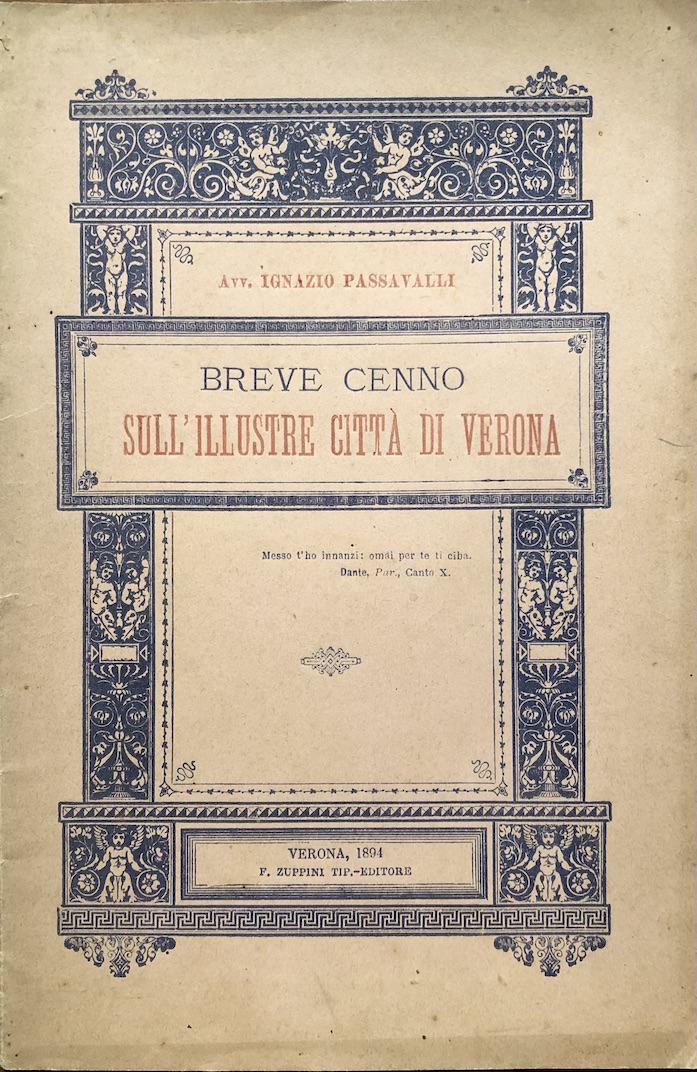 Avv. IGNAZIO PASSAVALLI
BREVE CENNO
SULL'ILLUSTRE CITTÀ DI VERONA
Messo t'ho innanzi: omai per te ti ciba.
Dante, Par., Canto X.
VERONA, 1894
F. ZUPPINI TIP.-EDITORE